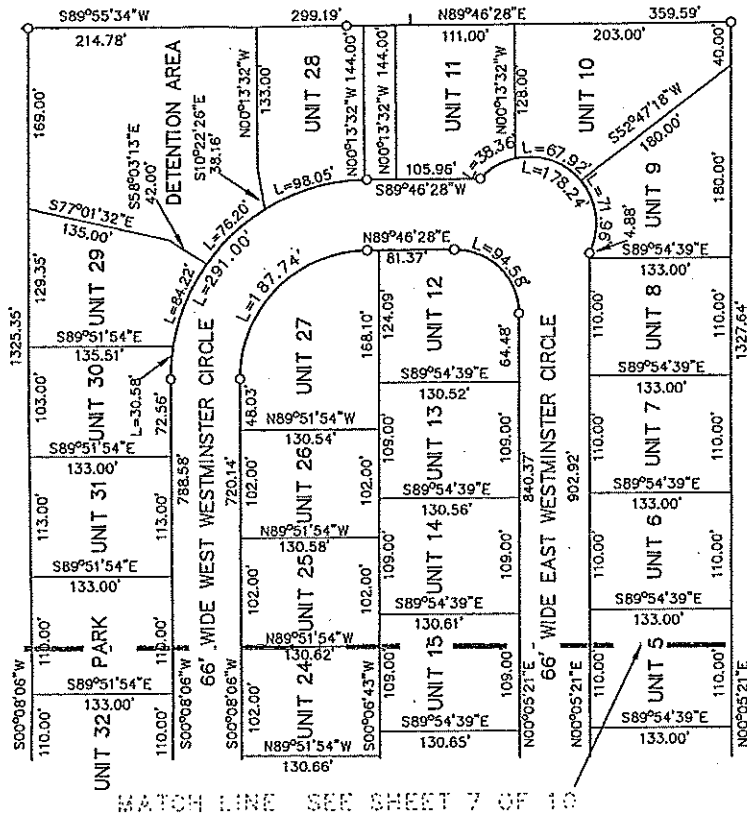 S89°55'34"W
299.19'
N89°46'28"E
359.59'
214.78'
111.00'
203.00'
40.00'
169.00'
DETENTION AREA
N00°13'32"W
133.00'
UNIT 28
N00°13'32"W 144.00'
N00°13'32"W 144.00'
UNIT 11
N00°13'32"W
128.00'
UNIT 10
S52°47'18"W
180.00'
S58°03'13"E
42.00'
S10°22'26"E
38.16'
L=98.05'
105.96'
S89°46'28"W
L=38.36'
L=67.92'
L=178.24'
L=71.96'
4.88'
UNIT 9
180.00'
S77°01'32"E
135.00'
L=76.20'
L=291.00'
L=84.22'
129.35'
UNIT 29
L=187.74'
N89°46'28"E
81.37'
L=94.58'
S89°54'39"E
133.00'
1325.35'
S89°51'54"E
135.51'
UNIT 27
168.10'
124.09'
UNIT 12
64.48'
110.00'
UNIT 8
110.00'
1327.64'
103.00'
UNIT 30
L=30.58'
72.56'
48.03'
S89°54'39"E
130.52'
S89°54'39"E
133.00'
N89°51'54"W
130.54'
S89°51'54"E
133.00'
788.58'
66' WIDE WEST WESTMINSTER CIRCLE
720.14'
102.00'
UNIT 26
109.00'
UNIT 13
109.00'
840.37'
66' WIDE EAST WESTMINSTER CIRCLE
902.92'
110.00'
UNIT 7
110.00'
113.00'
UNIT 31
113.00'
N89°51'54"W
130.58'
S89°54'39"E
130.56'
S89°54'39"E
133.00'
S89°51'54"E
133.00'
102.00'
UNIT 25
109.00'
UNIT 14
109.00'
110.00'
UNIT 6
110.00'
S89°54'39"E
130.61'
S89°54'39"E
133.00'
110.00'
PARK
110.00'
N89°51'54"W
130.62'
S89°51'54"E
133.00'
S00°08'06"W
110.00'
UNIT 32
110.00'
S00°08'06"W
S00°08'06"W
102.00'
UNIT 24
S00°06'43"W
109.00'
UNIT 15
109.00'
N00°05'21"E
N00°05'21"E
110.00'
UNIT 5
110.00'
N00°05'21"E
S89°54'39"E
130.65'
S89°54'39"E
133.00'
N89°51'54"W
130.66'
MATCH LINE SEE SHEET 7 OF 10